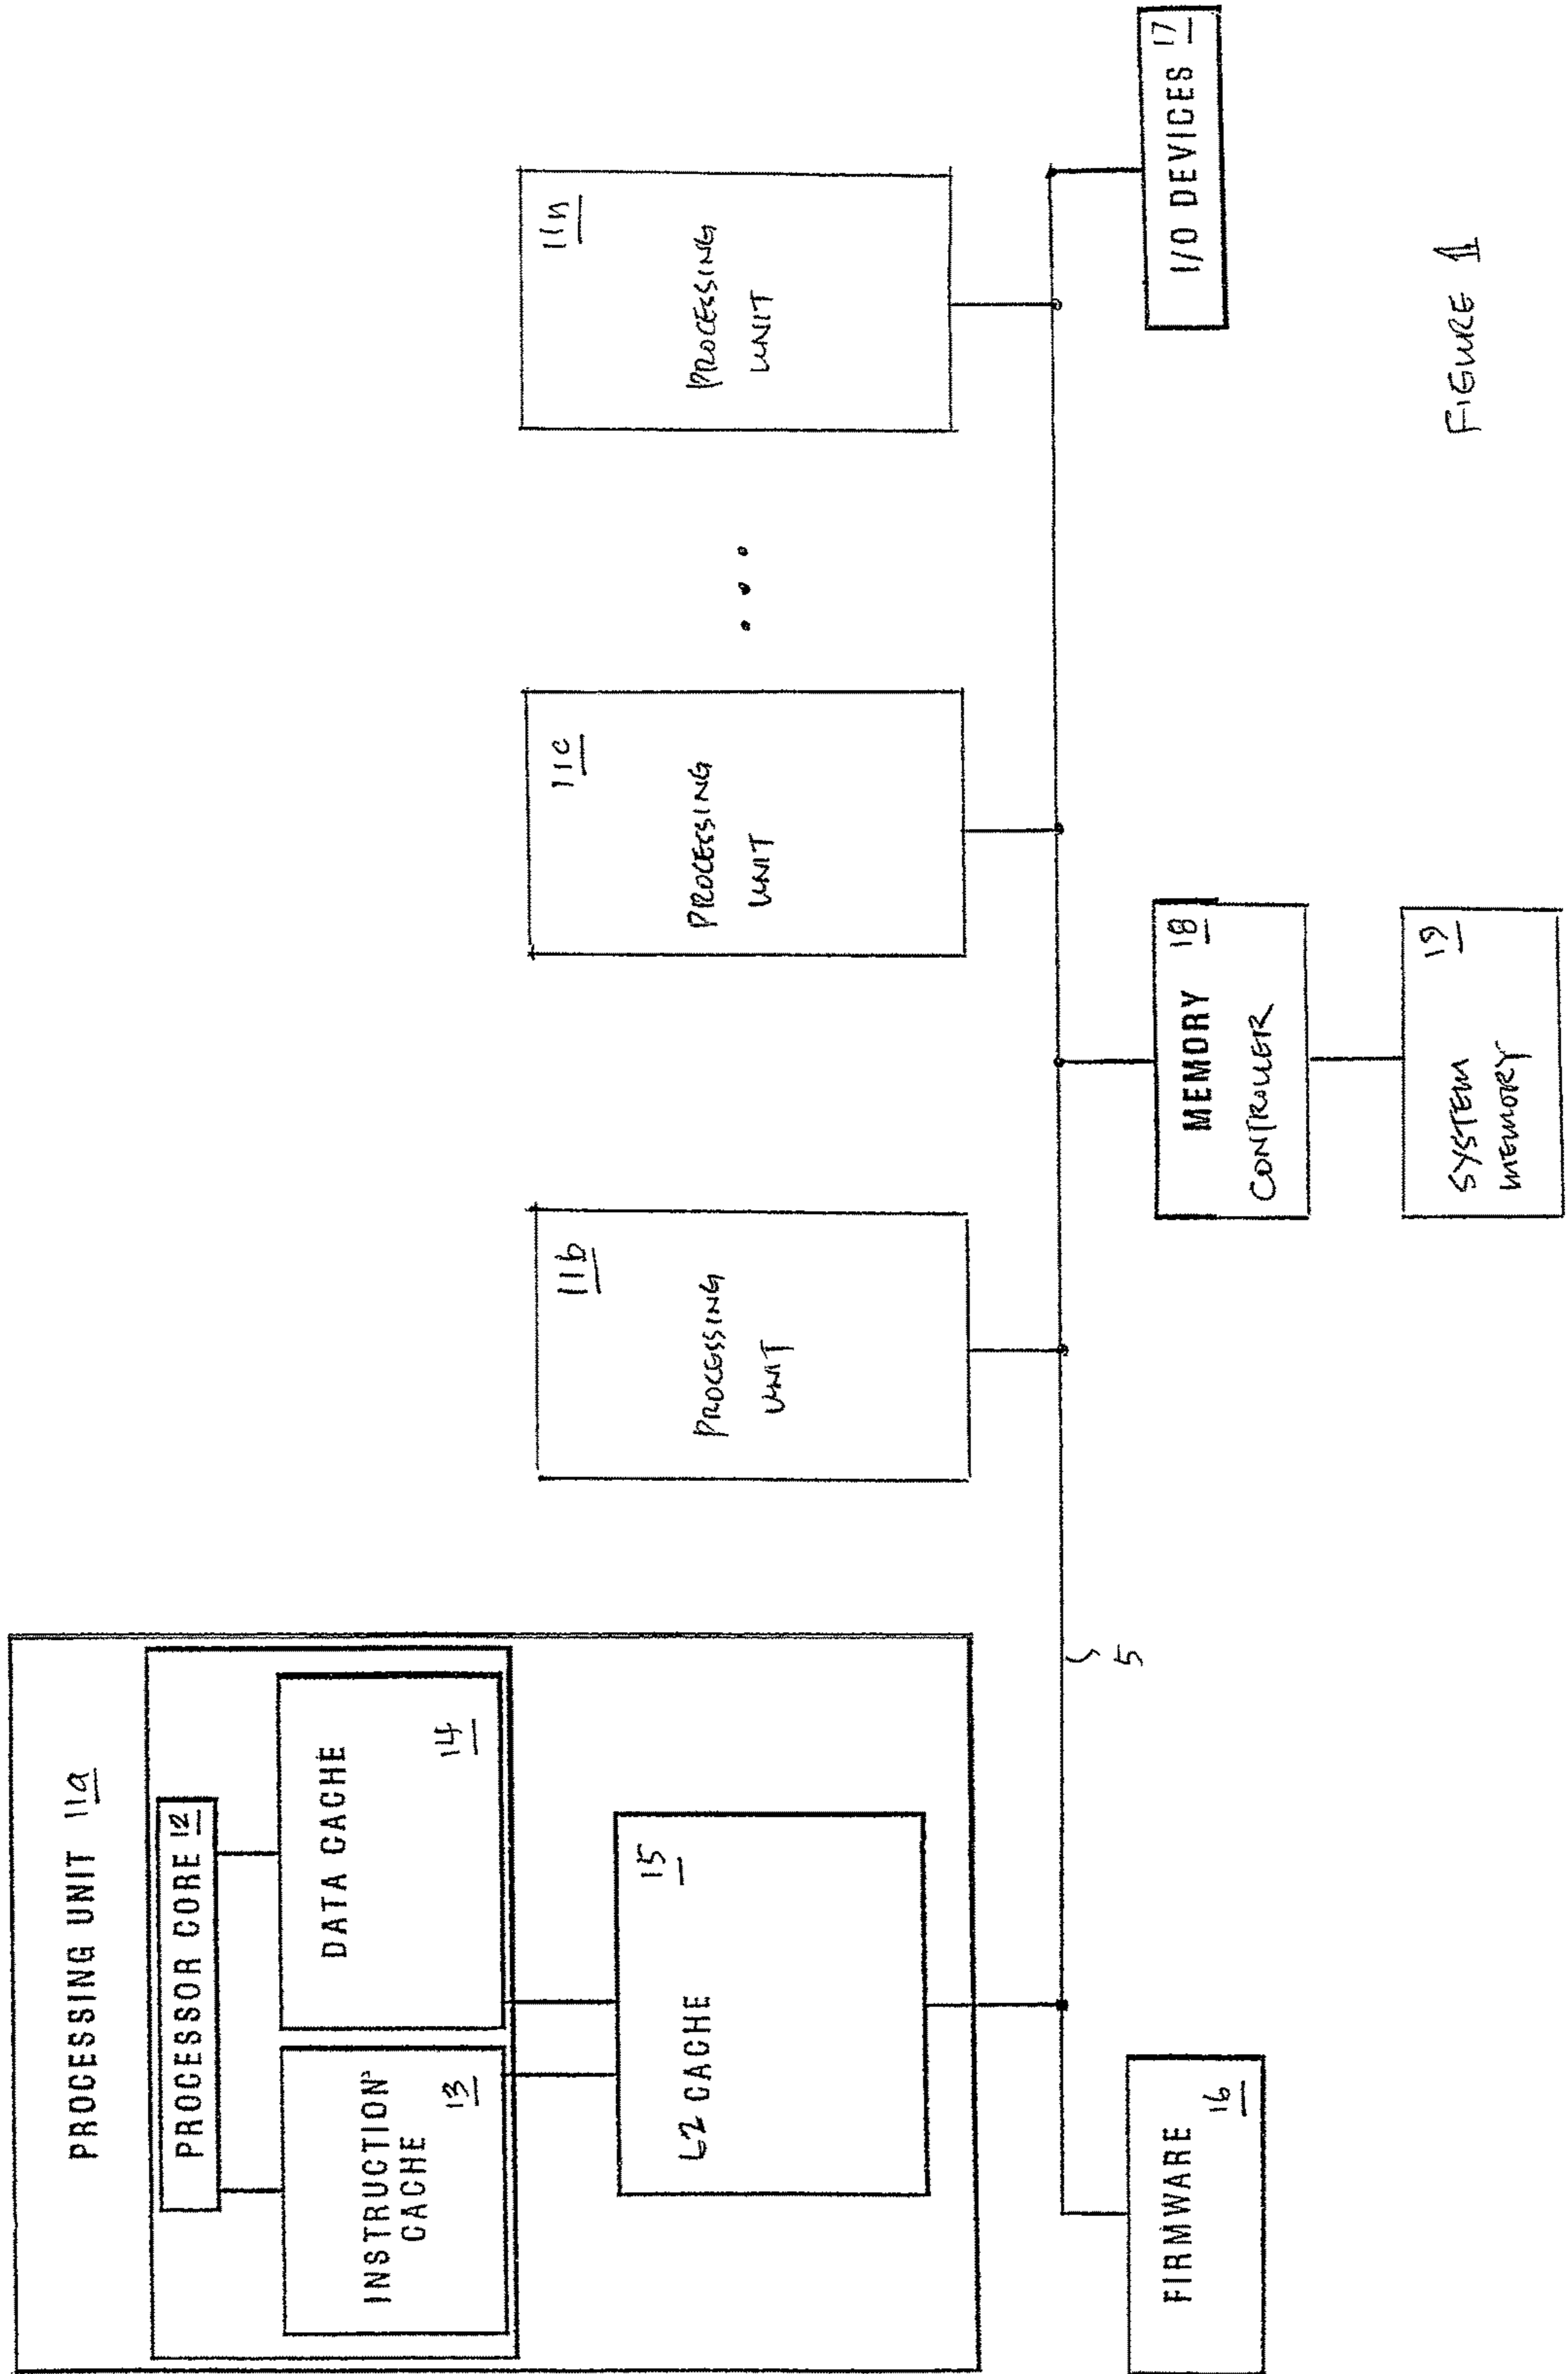 PROCESSING UNIT 11a
PROCESSOR CORE 12
INSTRUCTION
CACHE
13
DATA CACHE
14
L2 CACHE
15
11b
PROCESSING
UNIT
11c
PROCESSING
UNIT
...
11n
PROCESSING
UNIT
5
FIRMWARE
16
MEMORY 18
CONTROLLER
SYSTEM 19
MEMORY
I/O DEVICES 17
FIGURE 1